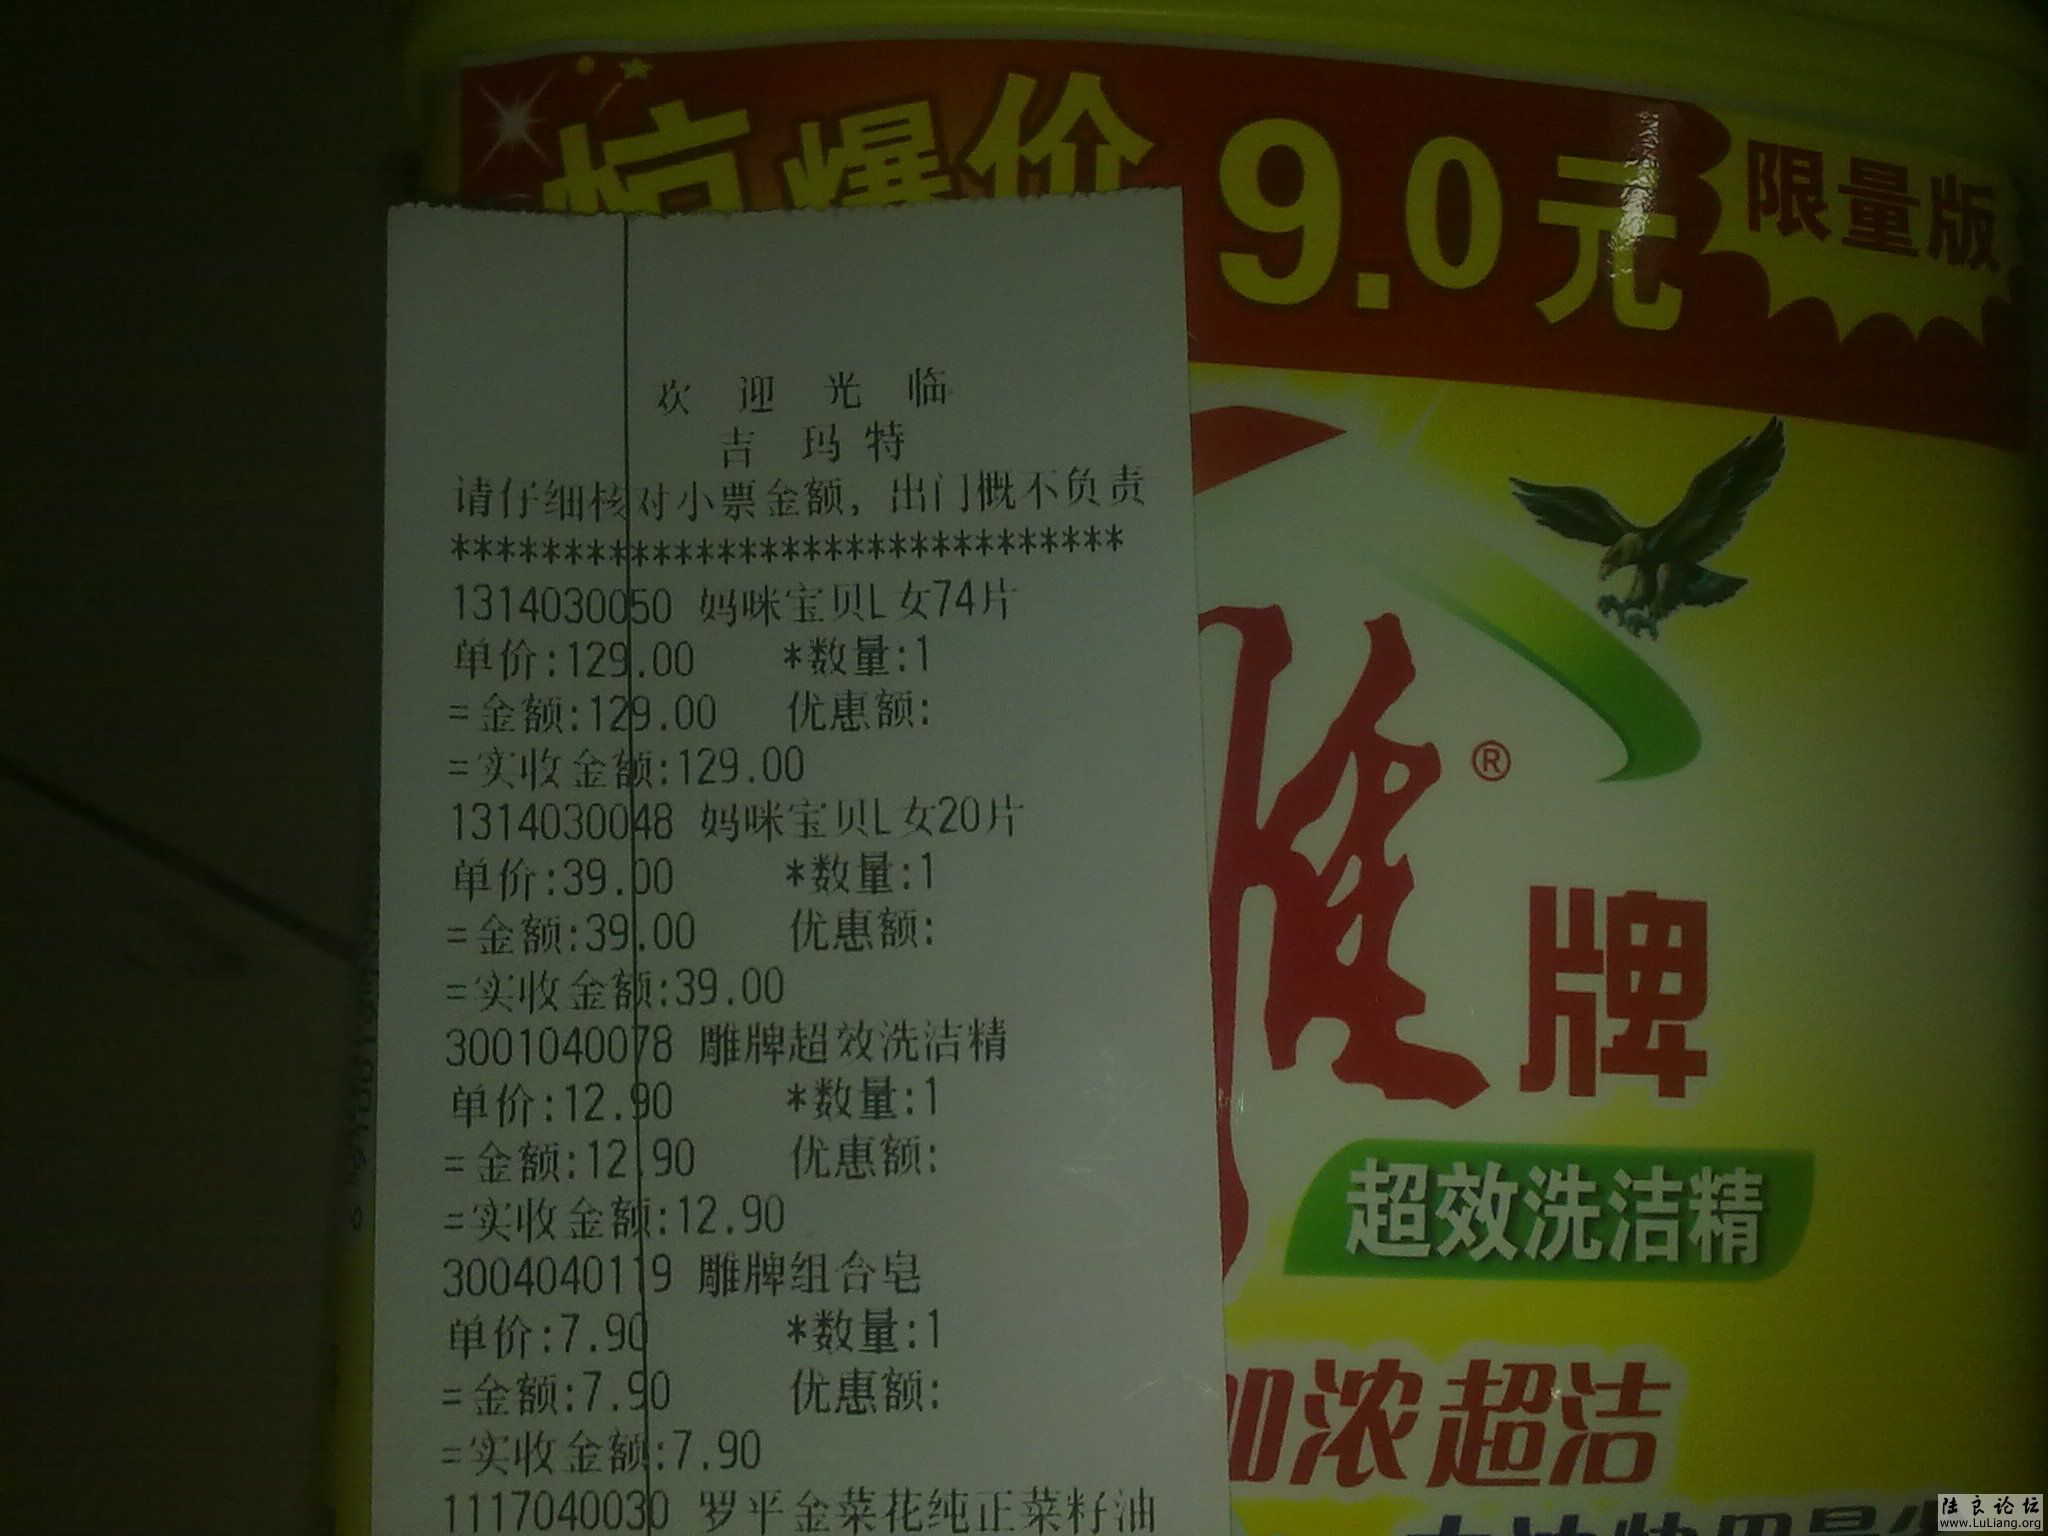 惊爆价9.0元
限量版
欢 迎 光 临
吉 玛 特
请仔细核对小票金额，出门概不负责
*******************************
1314030050 妈咪宝贝L女74片
单价:129.00 *数量:1
=金额:129.00 优惠额:
=实收金额:129.00
1314030048 妈咪宝贝L女20片
单价:39.00 *数量:1
=金额:39.00 优惠额:
=实收金额:39.00
3001040078 雕牌超效洗洁精
单价:12.90 *数量:1
=金额:12.90 优惠额:
=实收金额:12.90
3004040119 雕牌组合皂
单价:7.90 *数量:1
=金额:7.90 优惠额:
=实收金额:7.90
1117040030 罗平金菜花纯正菜籽油
®
牌
超效洗洁精
加浓超洁
陆良论坛
www.LuLiang.org